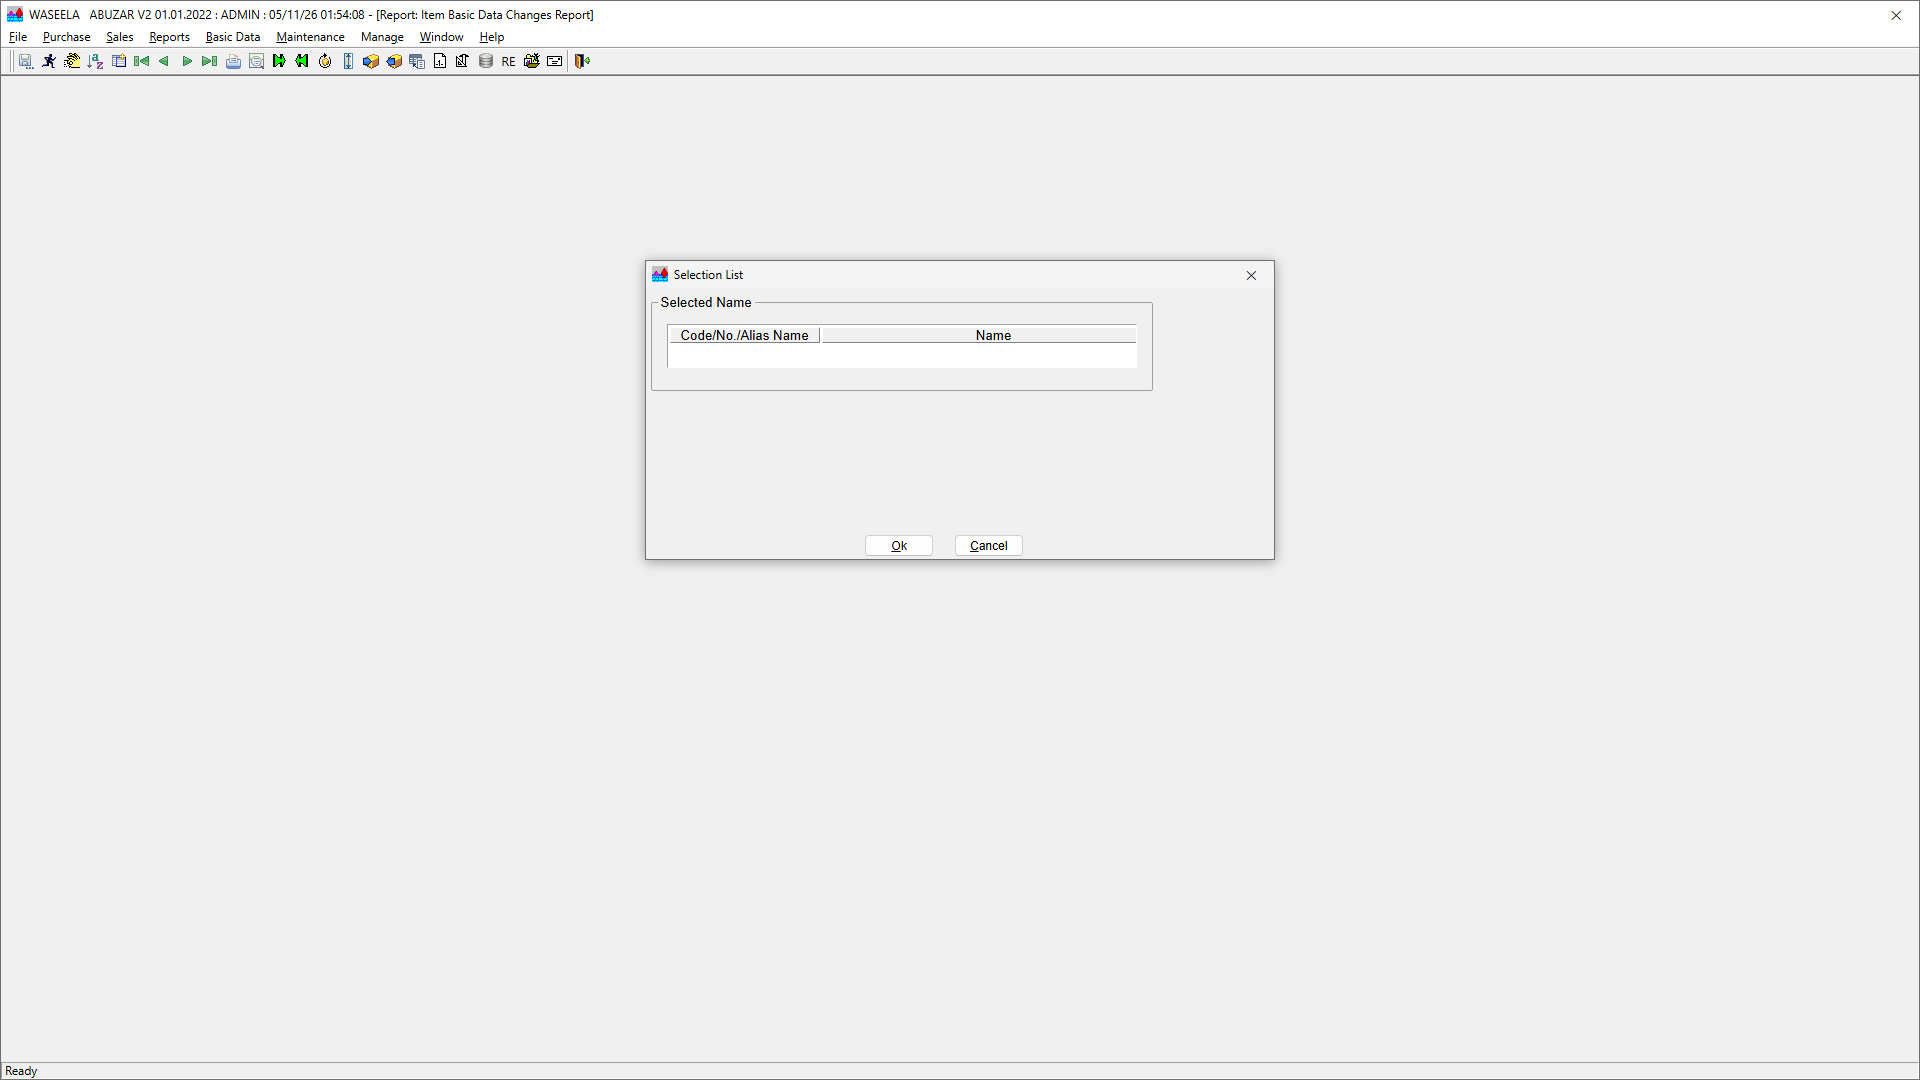 WASEELA   ABUZAR V2 01.01.2022 : ADMIN : 05/11/26 01:54:08 - [Report: Item Basic Data Changes Report]
File Purchase Sales Reports Basic Data Maintenance Manage Window Help
RE
Selection List
Selected Name
Code/No./Alias Name Name
Ok Cancel
Ready